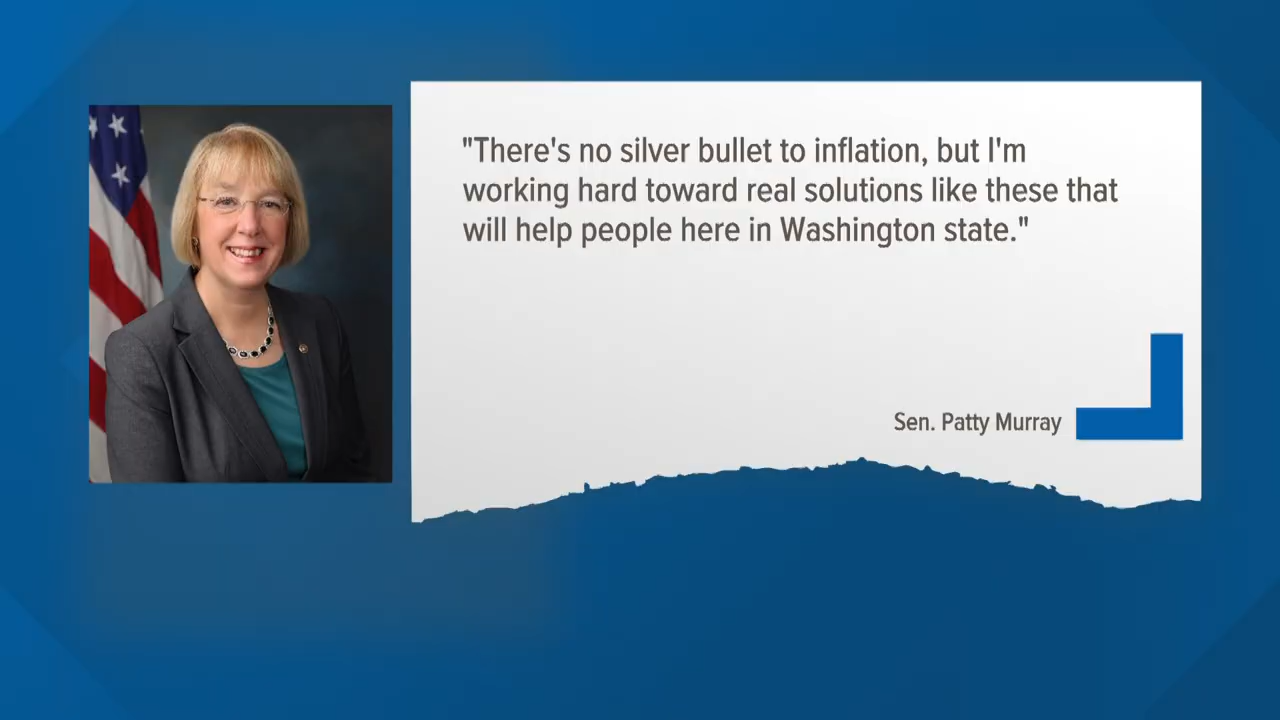 "There's no silver bullet to inflation, but I'm
working hard toward real solutions like these that
will help people here in Washington state."
Sen. Patty Murray